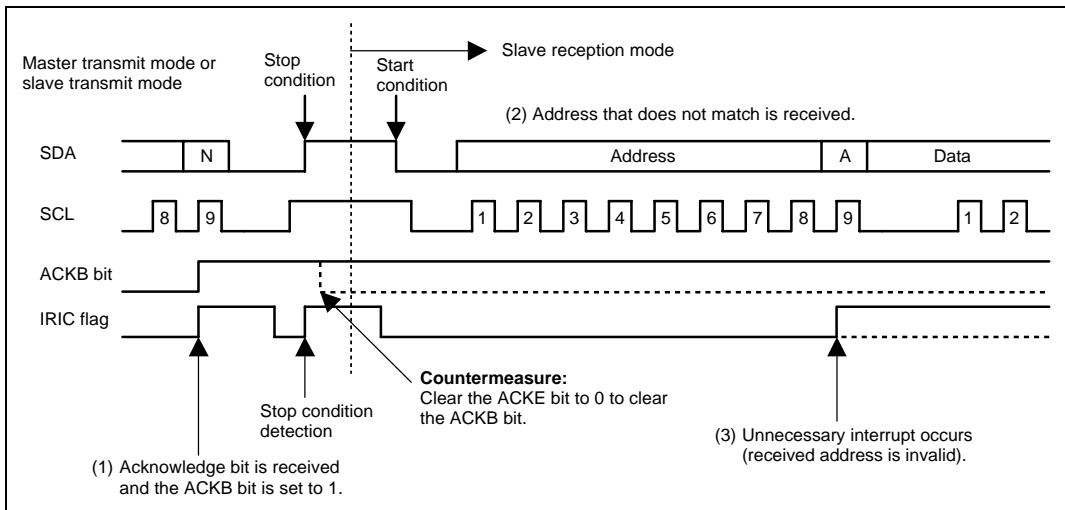 Slave reception mode
Master transmit mode or
slave transmit mode
Stop
condition
Start
condition
(2) Address that does not match is received.
SDA
N
Address
A
Data
SCL
8
9
1
2
3
4
5
6
7
8
9
1
2
ACKB bit
IRIC flag
Countermeasure:
Clear the ACKE bit to 0 to clear
the ACKB bit.
Stop condition
detection
(3) Unnecessary interrupt occurs
(received address is invalid).
(1) Acknowledge bit is received
and the ACKB bit is set to 1.